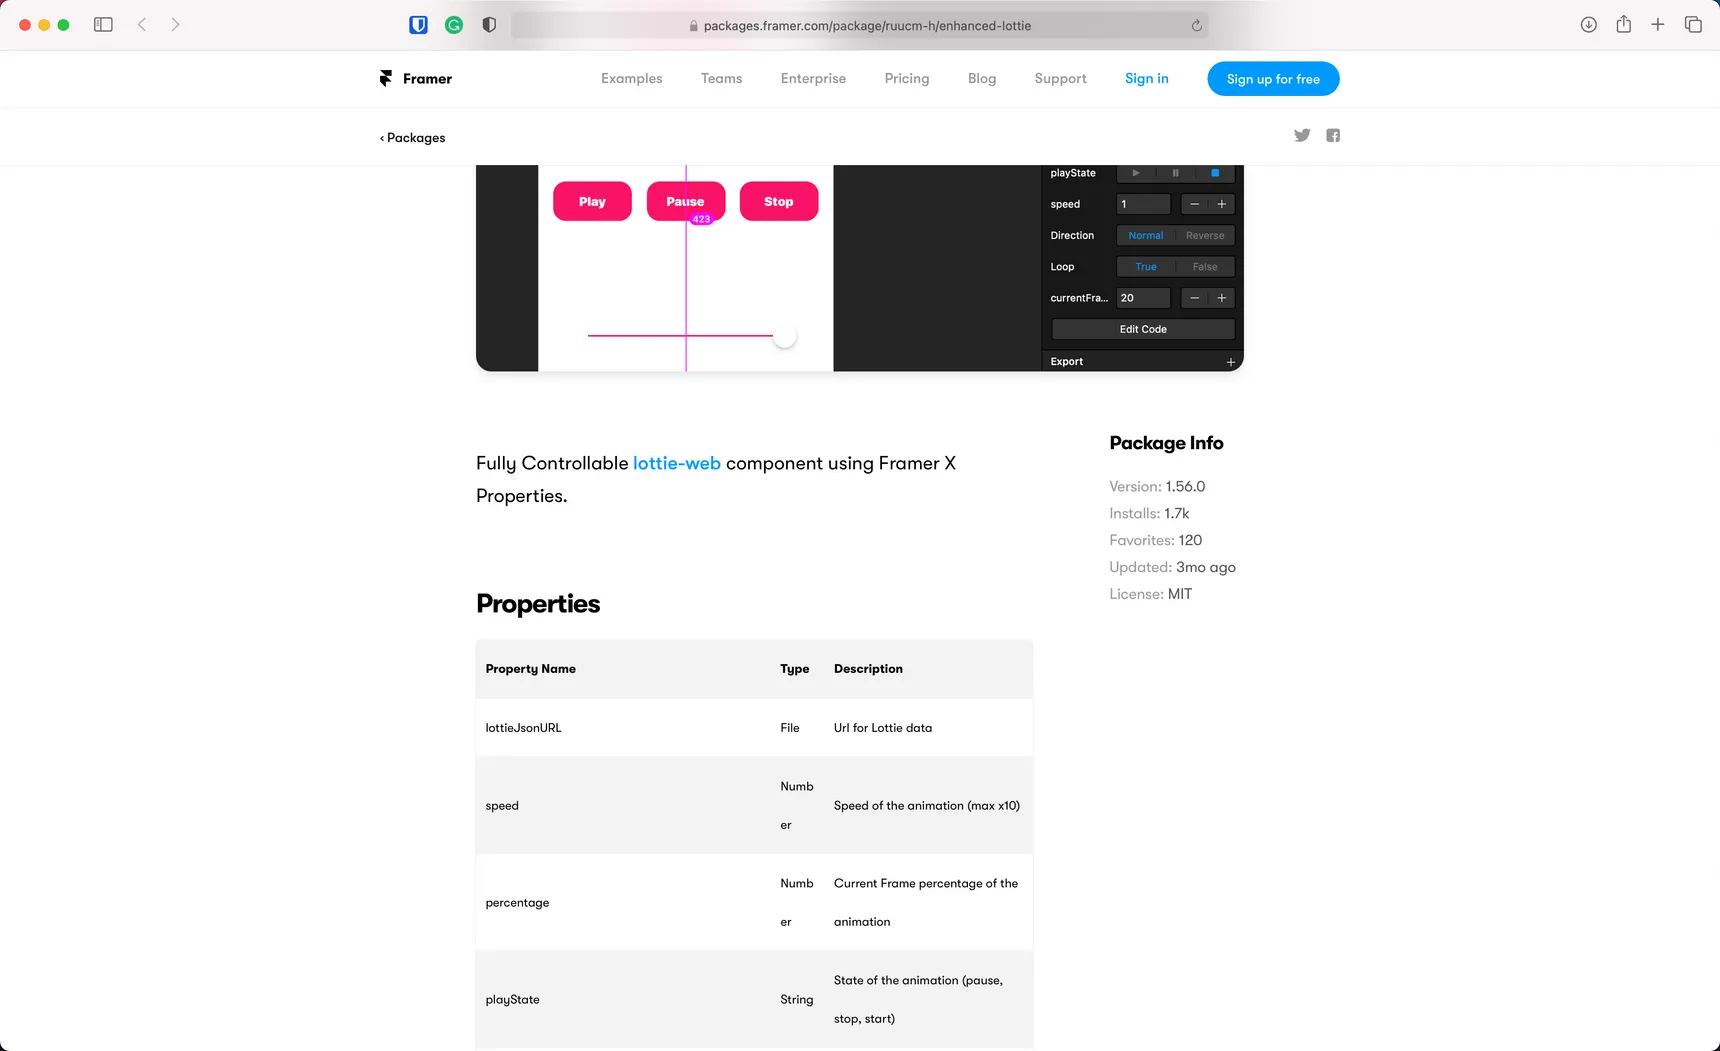 packages.framer.com/package/ruucm-h/enhanced-lottie
Framer
Examples
Teams
Enterprise
Pricing
Blog
Support
Sign in
Sign up for free
‹ Packages
Play
Pause
Stop
423
playState
speed
1
Direction
Normal
Reverse
Loop
True
False
currentFra...
20
Edit Code
Export
Fully Controllable lottie-web component using Framer X
Properties.
Package Info
Version: 1.56.0
Installs: 1.7k
Favorites: 120
Updated: 3mo ago
License: MIT
Properties
Property Name
Type
Description
lottieJsonURL
File
Url for Lottie data
speed
Numb
er
Speed of the animation (max x10)
percentage
Numb
er
Current Frame percentage of the
animation
playState
String
State of the animation (pause,
stop, start)